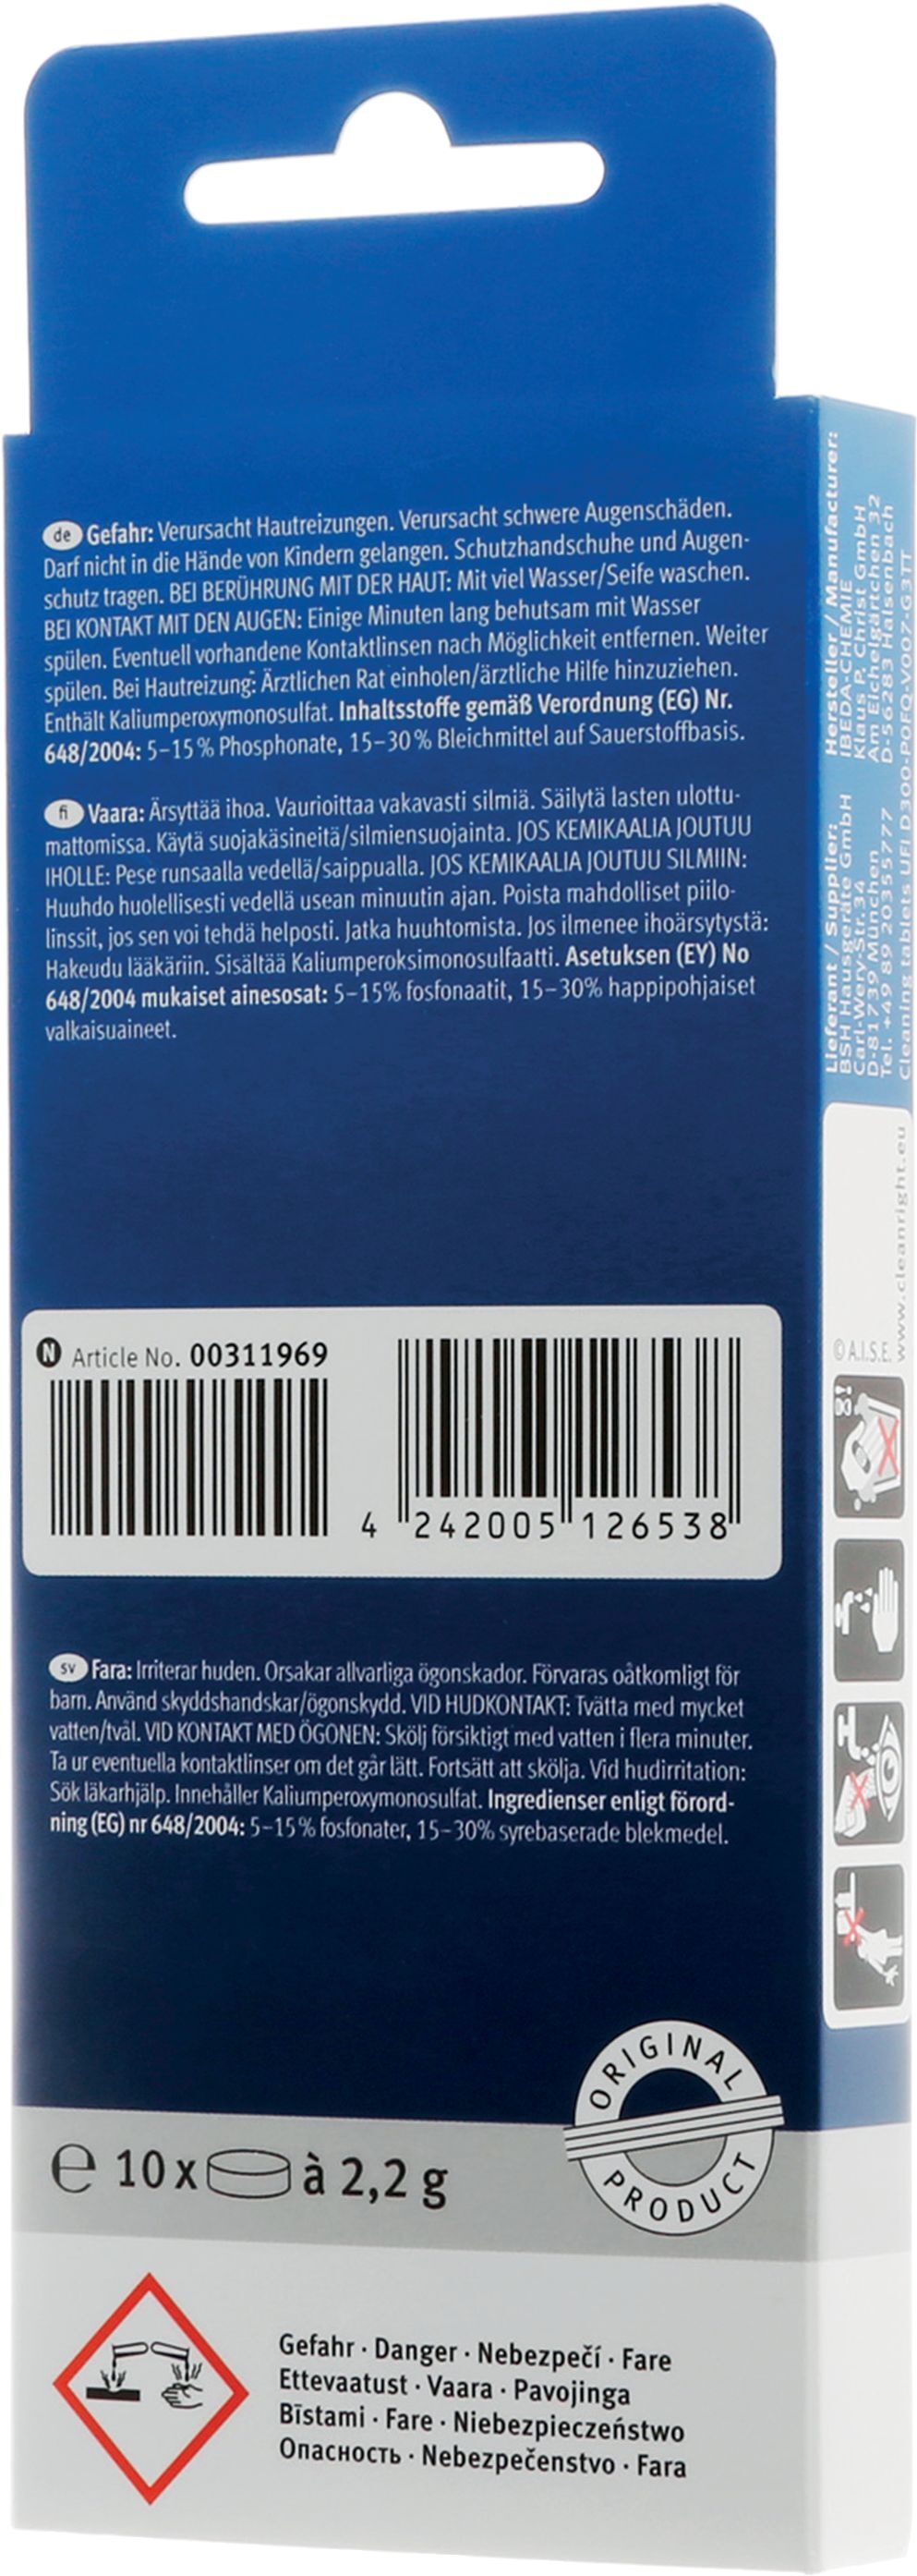 de Gefahr: Verursacht Hautreizungen. Verursacht schwere Augenschäden.
Darf nicht in die Hände von Kindern gelangen. Schutzhandschuhe und Augen-
schutz tragen. BEI BERÜHRUNG MIT DER HAUT: Mit viel Wasser/Seife waschen.
BEI KONTAKT MIT DEN AUGEN: Einige Minuten lang behutsam mit Wasser
spülen. Eventuell vorhandene Kontaktlinsen nach Möglichkeit entfernen. Weiter
spülen. Bei Hautreizung: Ärztlichen Rat einholen/ärztliche Hilfe hinzuziehen.
Enthält Kaliumperoxymonosulfat. Inhaltsstoffe gemäß Verordnung (EG) Nr.
648/2004: 5–15% Phosphonate, 15–30% Bleichmittel auf Sauerstoffbasis.
fi Vaara: Ärsyttää ihoa. Vaurioittaa vakavasti silmiä. Säilytä lasten ulottu-
mattomissa. Käytä suojakäsineitä/silmiensuojainta. JOS KEMIKAALIA JOUTUU
IHOLLE: Pese runsaalla vedellä/saippualla. JOS KEMIKAALIA JOUTUU SILMIIN:
Huuhdo huolellisesti vedellä usean minuutin ajan. Poista mahdolliset piilo-
linssit, jos sen voi tehdä helposti. Jatka huuhtomista. Jos ilmenee ihoärsytystä:
Hakeudu lääkäriin. Sisältää Kaliumperoksimonosulfaatti. Asetuksen (EY) No
648/2004 mukaiset ainesosat: 5–15% fosfonaatit, 15–30% happipohjaiset
valkaisuaineet.
N Article No. 00311969
4 242005 126538
sv Fara: Irriterar huden. Orsakar allvarliga ögonskador. Förvaras oåtkomligt för
barn. Använd skyddshandskar/ögonskydd. VID HUDKONTAKT: Tvätta med mycket
vatten/tvål. VID KONTAKT MED ÖGONEN: Skölj försiktigt med vatten i flera minuter.
Ta ur eventuella kontaktlinser om det går lätt. Fortsätt att skölja. Vid hudirritation:
Sök läkarhjälp. Innehåller Kaliumperoxymonosulfat. Ingredienser enligt förord-
ning (EG) nr 648/2004: 5–15% fosfonater, 15–30% syrebaserade blekmedel.
ORIGINAL
PRODUCT
℮ 10 x à 2,2 g
Gefahr · Danger · Nebezpečí · Fare
Ettevaatust · Vaara · Pavojinga
Bīstami · Fare · Niebezpieczeństwo
Опасность · Nebezpečenstvo · Fara
Lieferant / Supplier:
BSH Hausgeräte GmbH
Carl-Wery-Str.34
D-81739 München
Tel. +49 89 20355777
Hersteller / Manufacturer:
IBEDA-CHEMIE
Klaus P. Christ GmbH
Am Eichelgärtchen 32
D-56283 Halsenbach
Cleaning tablets UFI D300-P0FQ-V007-G3TT
© A.I.S.E.
www.cleanright.eu